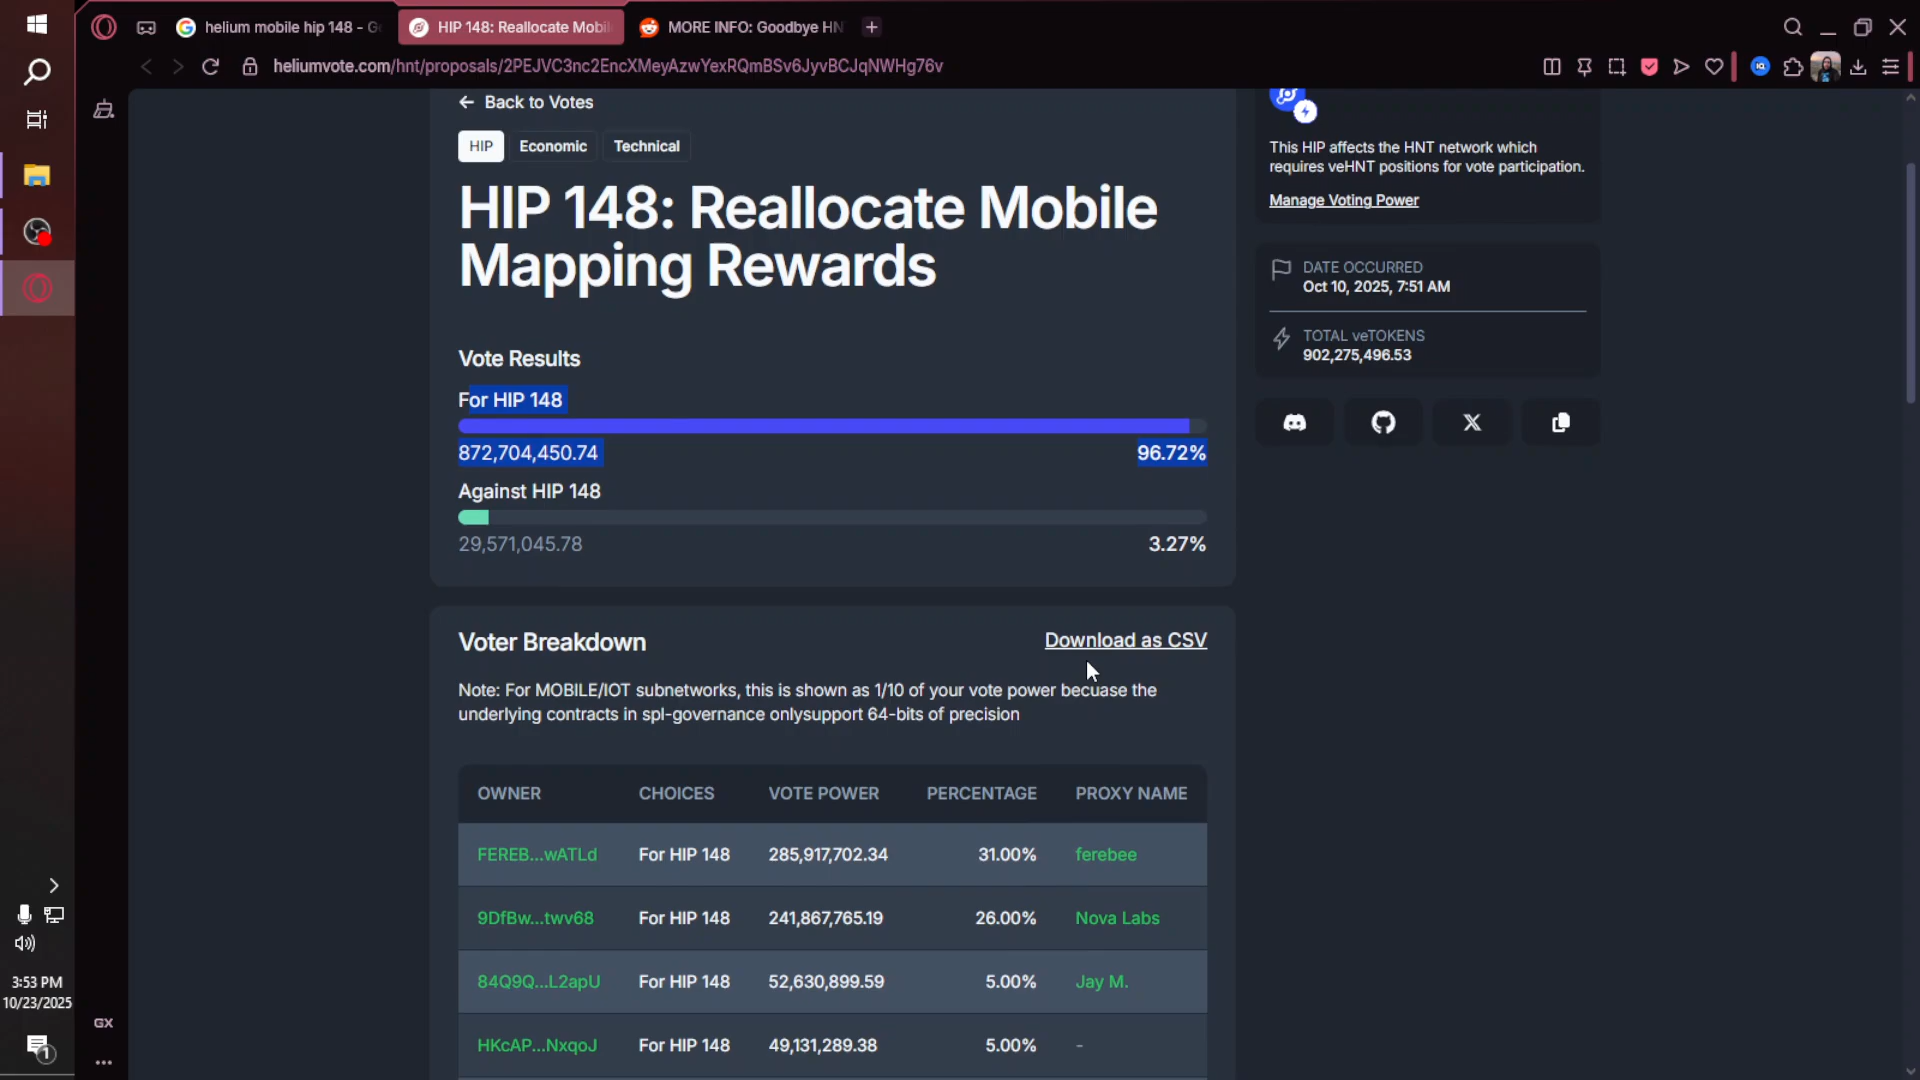 helium mobile hip 148 - G
HIP 148: Reallocate Mobil
MORE INFO: Goodbye HN
heliumvote.com/hnt/proposals/2PEJVC3nc2EncXMeyAzwYexRQmBSv6JyvBCJqNWHg76v
Back to Votes
HIP
Economic
Technical
HIP 148: Reallocate Mobile
Mapping Rewards
Vote Results
For HIP 148
872,704,450.74
96.72%
Against HIP 148
29,571,045.78
3.27%
This HIP affects the HNT network which
requires veHNT positions for vote participation.
Manage Voting Power
DATE OCCURRED
Oct 10, 2025, 7:51 AM
TOTAL veTOKENS
902,275,496.53
Voter Breakdown
Download as CSV
Note: For MOBILE/IOT subnetworks, this is shown as 1/10 of your vote power becuase the
underlying contracts in spl-governance onlysupport 64-bits of precision
OWNER CHOICES VOTE POWER PERCENTAGE PROXY NAME
FEREB...wATLd For HIP 148 285,917,702.34 31.00% ferebee
9DfBw...twv68 For HIP 148 241,867,765.19 26.00% Nova Labs
84Q9Q...L2apU For HIP 148 52,630,899.59 5.00% Jay M.
HKcAP...NxqoJ For HIP 148 49,131,289.38 5.00% -
3:53 PM
10/23/2025
GX
1